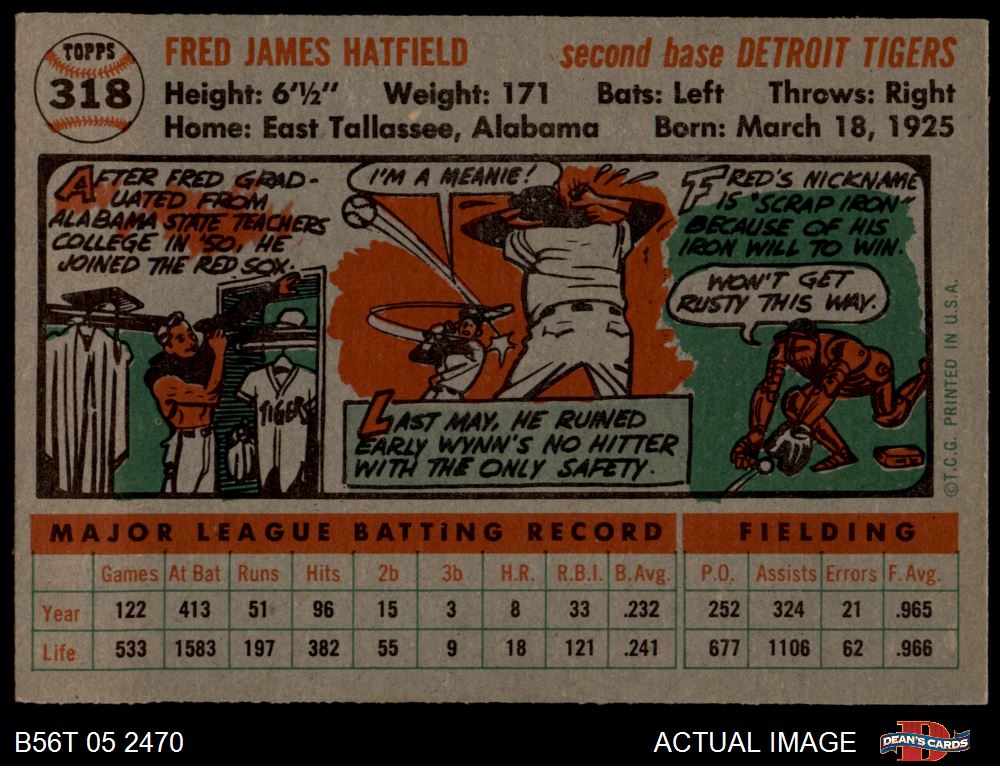 TOPPS
318
FRED JAMES HATFIELD second base DETROIT TIGERS
Height: 6'½" Weight: 171 Bats: Left Throws: Right
Home: East Tallassee, Alabama Born: March 18, 1925
AFTER FRED GRAD-
UATED FROM
ALABAMA STATE TEACHERS
COLLEGE IN '50, HE
JOINED THE RED SOX.
TIGERS
I'M A MEANIE!
LAST MAY, HE RUINED
EARLY WYNN'S NO HITTER
WITH THE ONLY SAFETY.
FRED'S NICKNAME
IS "SCRAP IRON"
BECAUSE OF HIS
IRON WILL TO WIN.
WON'T GET
RUSTY THIS WAY.
©T.C.G. PRINTED IN U.S.A.
MAJOR LEAGUE BATTING RECORD FIELDING
Games At Bat Runs Hits 2b 3b H.R. R.B.I. B.Avg. P.O. Assists Errors F. Avg.
Year 122 413 51 96 15 3 8 33 .232 252 324 21 .965
Life 533 1583 197 382 55 9 18 121 .241 677 1106 62 .966
B56T 05 2470 ACTUAL IMAGE DEAN'S CARDS